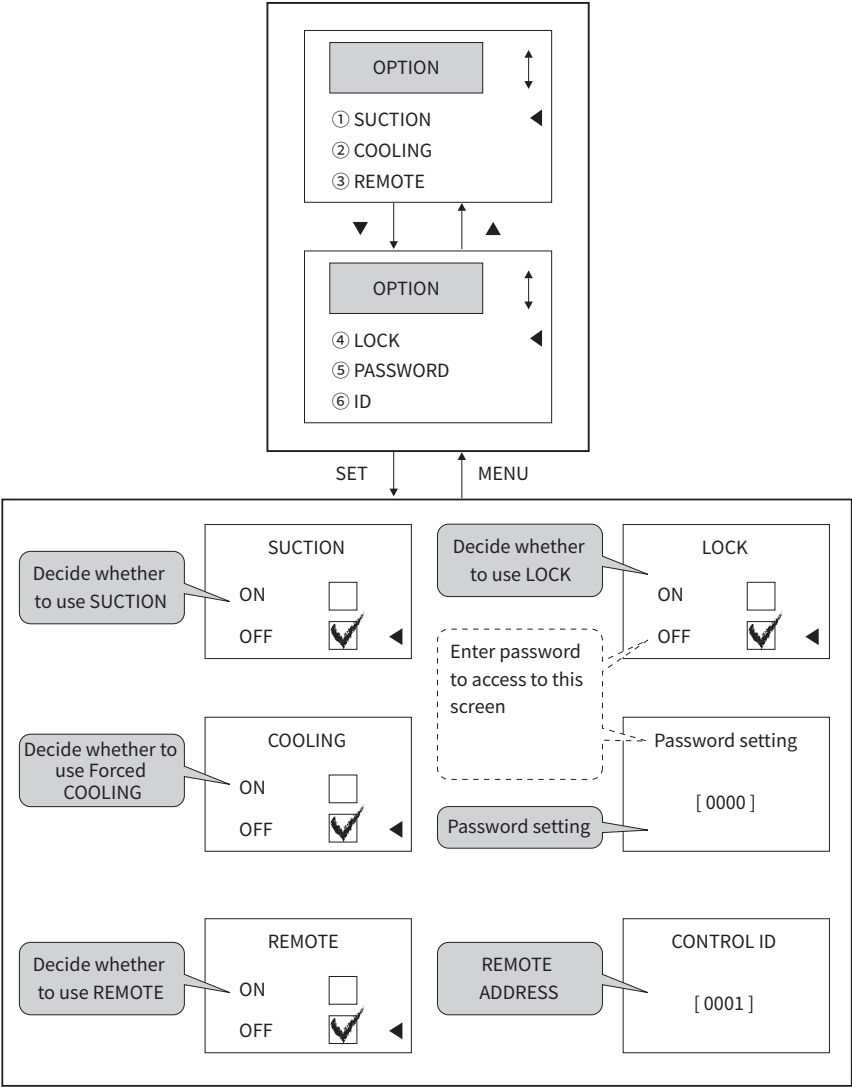 OPTION
① SUCTION
② COOLING
③ REMOTE
OPTION
④ LOCK
⑤ PASSWORD
⑥ ID
SET
MENU
Decide whether
to use SUCTION
SUCTION
ON
OFF
Decide whether
to use LOCK
LOCK
ON
OFF
Enter password
to access to this
screen
Decide whether to
use Forced
COOLING
COOLING
ON
OFF
Password setting
[ 0000 ]
Password setting
Decide whether
to use REMOTE
REMOTE
ON
OFF
REMOTE
ADDRESS
CONTROL ID
[ 0001 ]